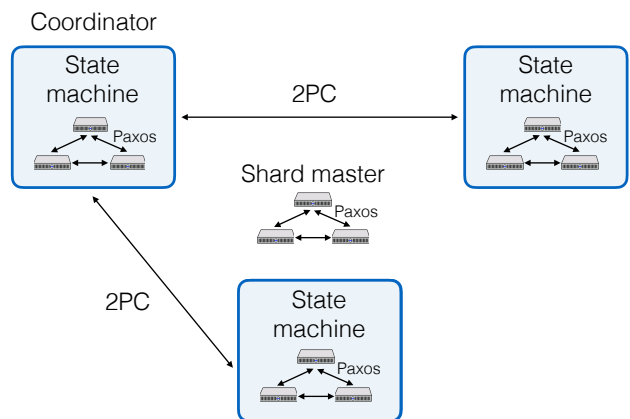 Coordinator
State
machine
Paxos
2PC
State
machine
Paxos
Shard master
Paxos
2PC
State
machine
Paxos